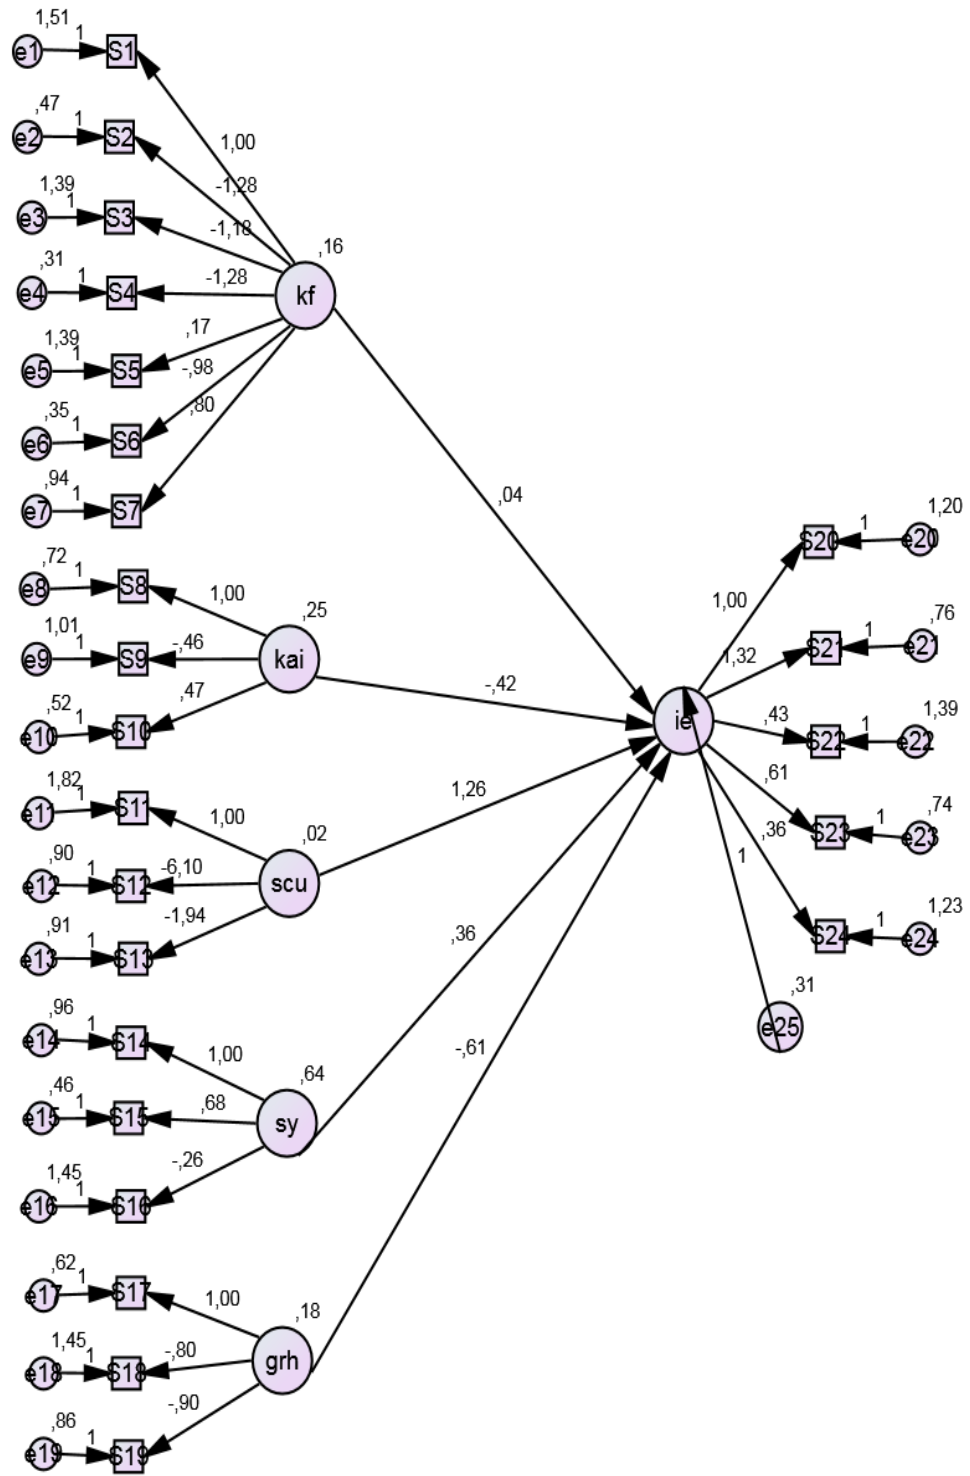 1,51
e1 1 S1
,47
e2 1 S2
1,00
-1,28
1,39
e3 1 S3
-1,18
,16
kf
,31
e4 1 S4
-1,28
1,39
e5 1 S5
,17
-,98
,35
e6 1 S6
,80
,94
e7 1 S7
,04
,72
e8 1 S8
1,00
,25
kai
1,01
e9 1 S9
-,46
,47
,52
e10 1 S10
-,42
1,82
e11 1 S11
1,00
,02
scu
1,26
,90
e12 1 S12
-6,10
-1,94
,91
e13 1 S13
,96
e14 1 S14
1,00
,64
sy
,36
,46
e15 1 S15
,68
-,26
1,45
e16 1 S16
,62
e17 1 S17
1,00
,18
grh
-,61
1,45
e18 1 S18
-,80
-,90
,86
e19 1 S19
ie
1,20
S20 1 e20
1,00
,76
S21 1 e21
1,32
1,39
S22 1 e22
,43
,74
S23 1 e23
,61
1,23
S24 1 e24
,36
1
,31
e25